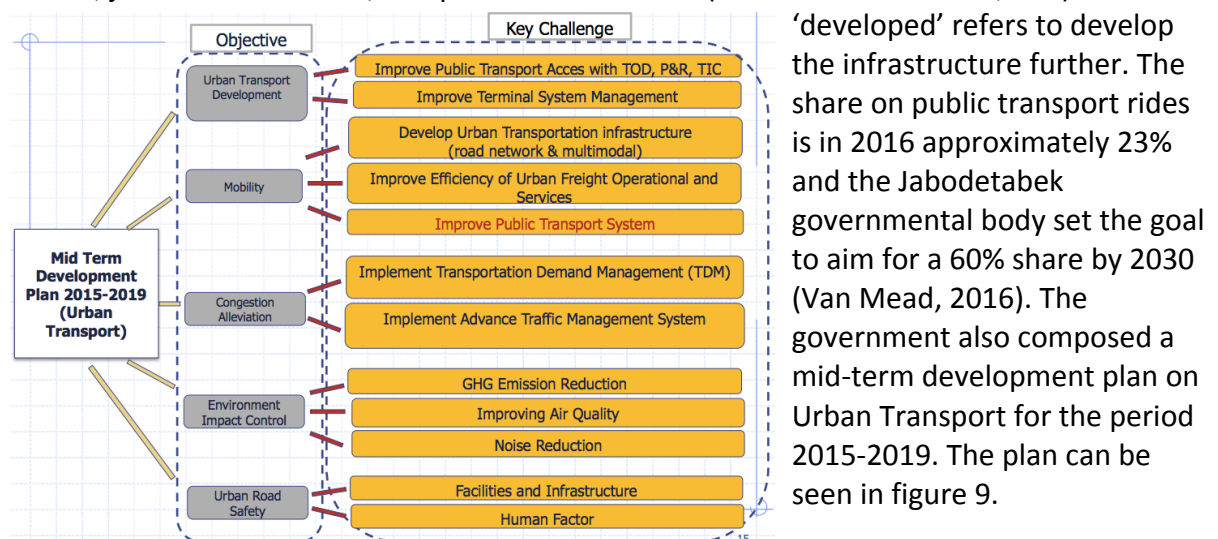 Objective
Key Challenge
Mid Term
Development
Plan 2015-2019
(Urban
Transport)
Urban Transport
Development
Improve Public Transport Acces with TOD, P&R, TIC
Improve Terminal System Management
Mobility
Develop Urban Transportation infrastructure
(road network & multimodal)
Improve Efficiency of Urban Freight Operational and
Services
Improve Public Transport System
Congestion
Alleviation
Implement Transportation Demand Management (TDM)
Implement Advance Traffic Management System
Environment
Impact Control
GHG Emission Reduction
Improving Air Quality
Noise Reduction
Urban Road
Safety
Facilities and Infrastructure
Human Factor
15
‘developed’ refers to develop
the infrastructure further. The
share on public transport rides
is in 2016 approximately 23%
and the Jabodetabek
governmental body set the goal
to aim for a 60% share by 2030
(Van Mead, 2016). The
government also composed a
mid-term development plan on
Urban Transport for the period
2015-2019. The plan can be
seen in figure 9.